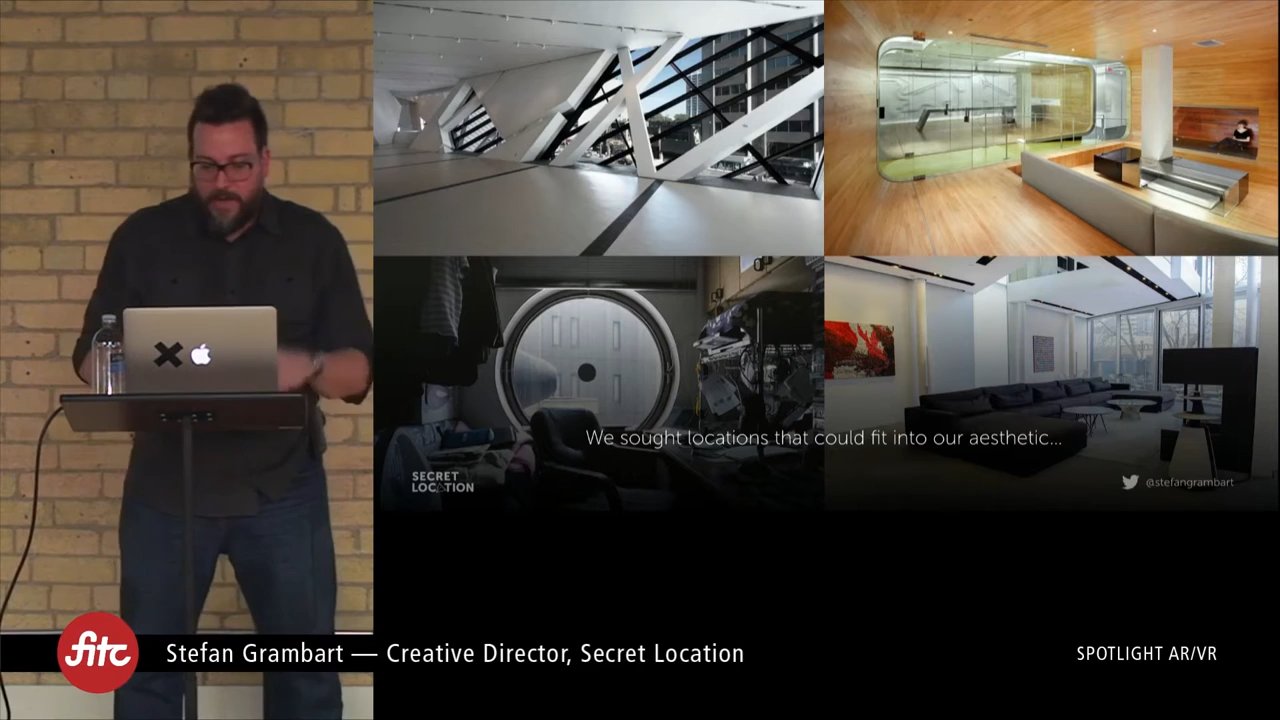 We sought locations that could fit into our aesthetic...
SECRET
LOCATION
@stefangrambart
fitc
Stefan Grambart — Creative Director, Secret Location
SPOTLIGHT AR/VR